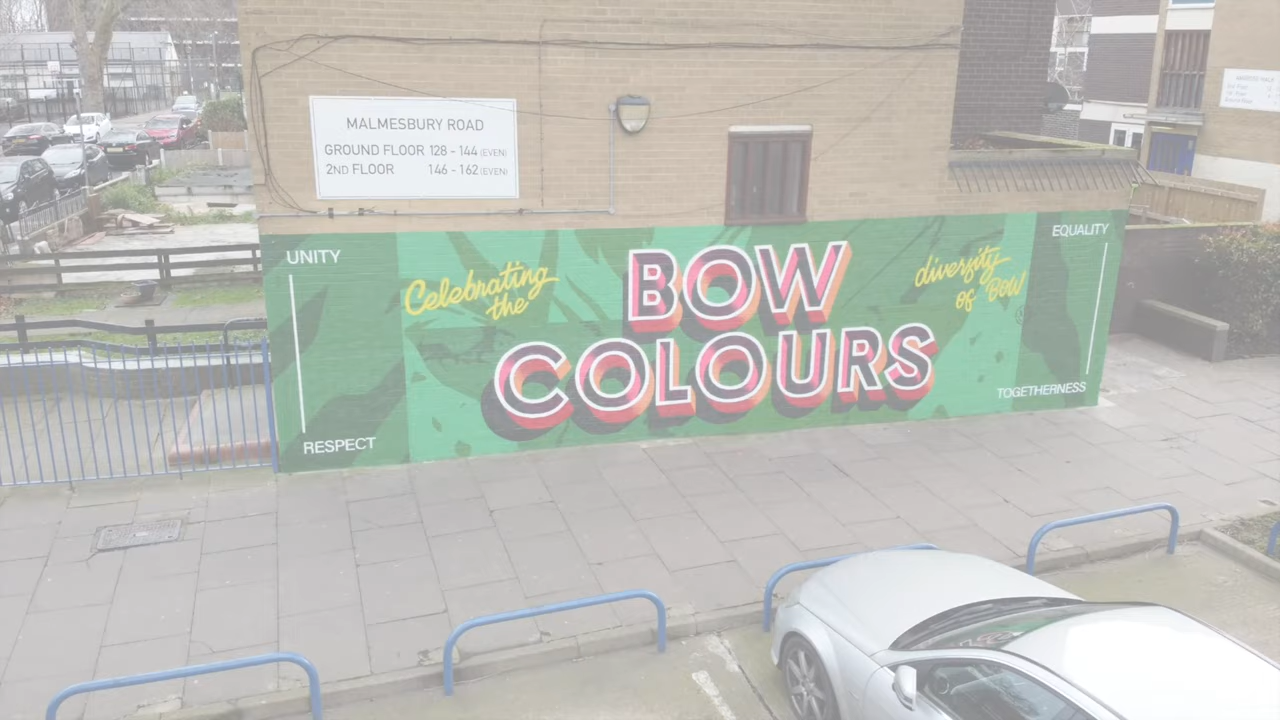 MALMESBURY ROAD
GROUND FLOOR 128 - 144 (EVEN)
2ND FLOOR 146 - 162 (EVEN)
UNITY
RESPECT
Celebrating
the
BOW
COLOURS
diversity
of Bow
EQUALITY
TOGETHERNESS